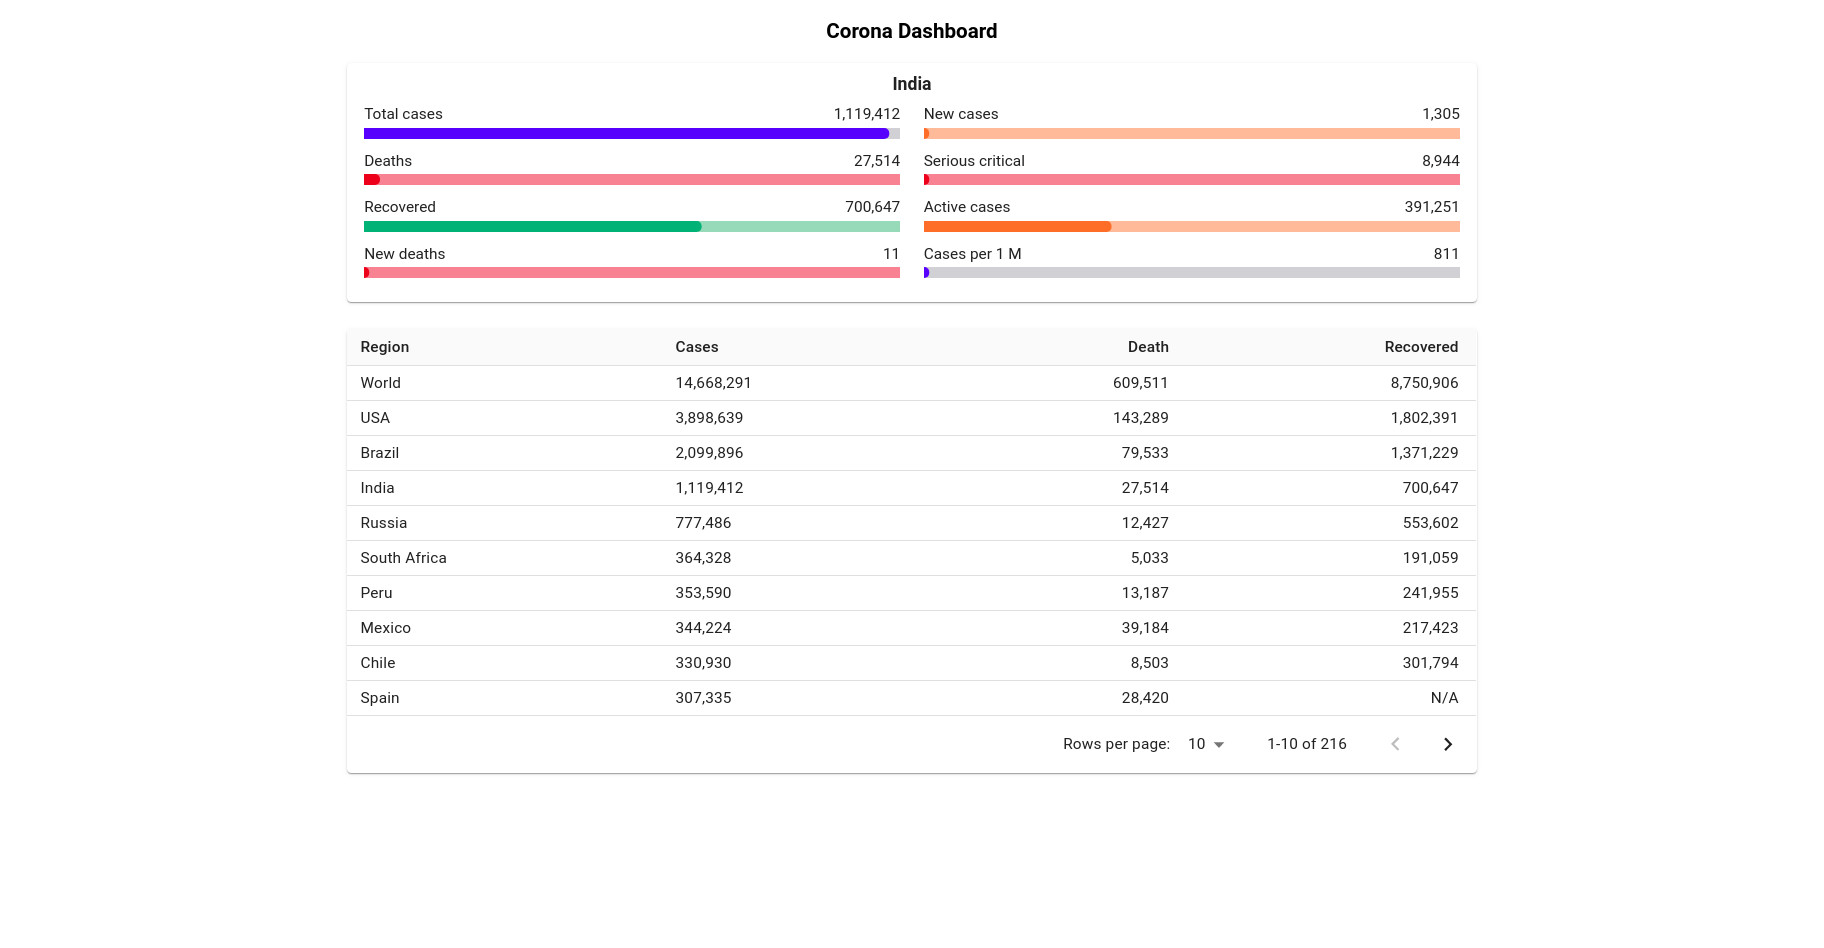 Corona Dashboard
India
Total cases 1,119,412
New cases 1,305
Deaths 27,514
Serious critical 8,944
Recovered 700,647
Active cases 391,251
New deaths 11
Cases per 1 M 811
Region Cases Death Recovered
World 14,668,291 609,511 8,750,906
USA 3,898,639 143,289 1,802,391
Brazil 2,099,896 79,533 1,371,229
India 1,119,412 27,514 700,647
Russia 777,486 12,427 553,602
South Africa 364,328 5,033 191,059
Peru 353,590 13,187 241,955
Mexico 344,224 39,184 217,423
Chile 330,930 8,503 301,794
Spain 307,335 28,420 N/A
Rows per page: 10 1-10 of 216